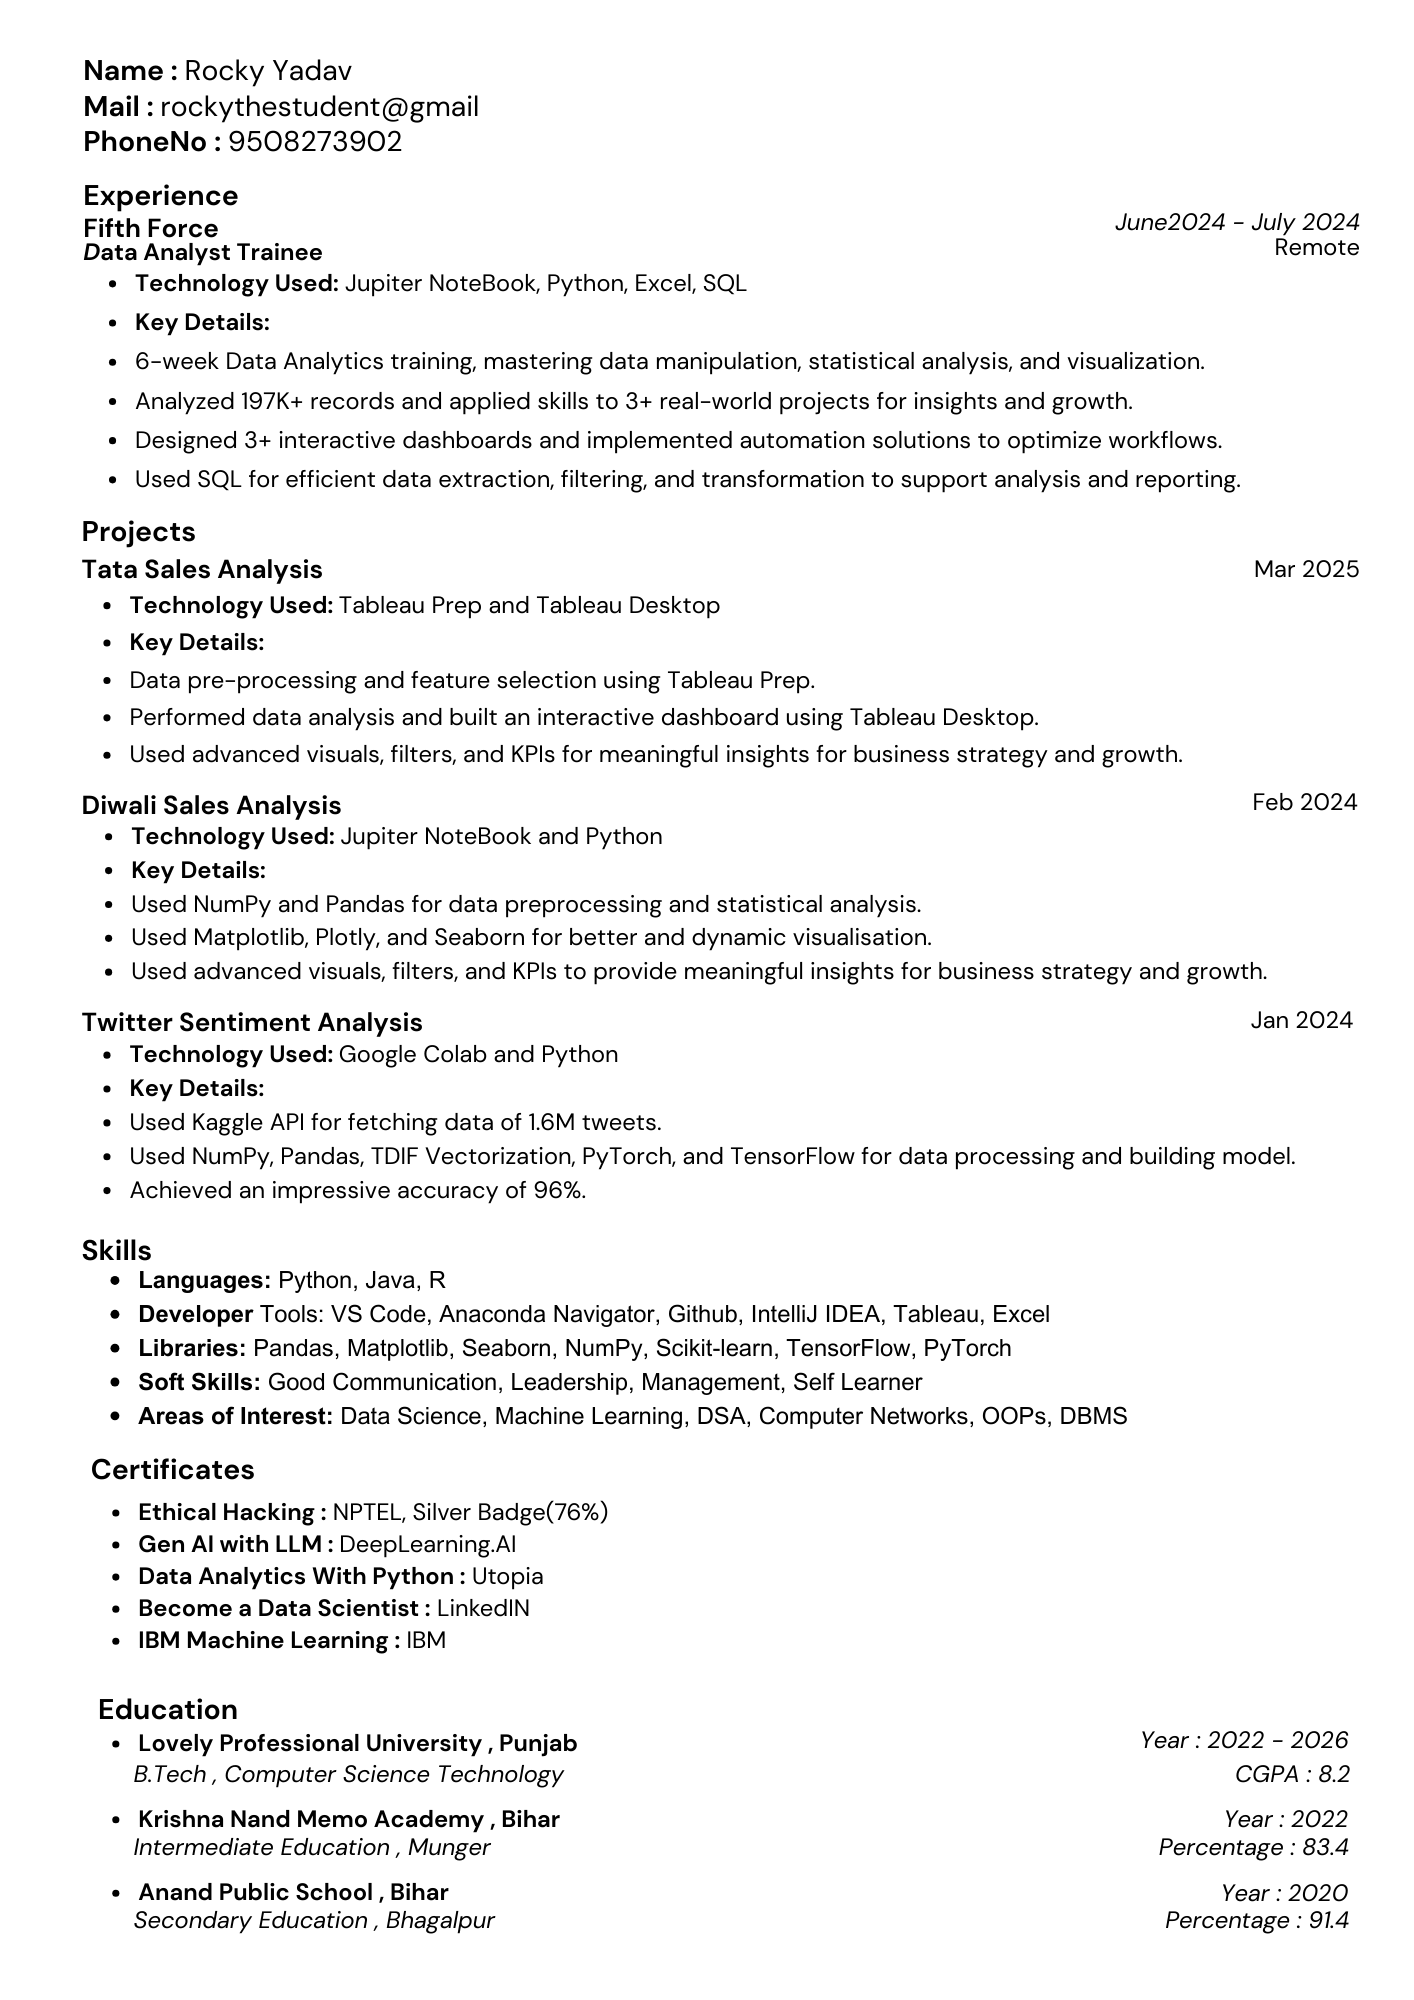 Name : Rocky Yadav
Mail : rockythestudent@gmail
PhoneNo : 9508273902
Experience
Fifth Force
June2024 - July 2024
Data Analyst Trainee
Remote
• Technology Used: Jupiter NoteBook, Python, Excel, SQL
• Key Details:
• 6-week Data Analytics training, mastering data manipulation, statistical analysis, and visualization.
• Analyzed 197K+ records and applied skills to 3+ real-world projects for insights and growth.
• Designed 3+ interactive dashboards and implemented automation solutions to optimize workflows.
• Used SQL for efficient data extraction, filtering, and transformation to support analysis and reporting.
Projects
Tata Sales Analysis
Mar 2025
• Technology Used: Tableau Prep and Tableau Desktop
• Key Details:
• Data pre-processing and feature selection using Tableau Prep.
• Performed data analysis and built an interactive dashboard using Tableau Desktop.
• Used advanced visuals, filters, and KPIs for meaningful insights for business strategy and growth.
Diwali Sales Analysis
Feb 2024
• Technology Used: Jupiter NoteBook and Python
• Key Details:
• Used NumPy and Pandas for data preprocessing and statistical analysis.
• Used Matplotlib, Plotly, and Seaborn for better and dynamic visualisation.
• Used advanced visuals, filters, and KPIs to provide meaningful insights for business strategy and growth.
Twitter Sentiment Analysis
Jan 2024
• Technology Used: Google Colab and Python
• Key Details:
• Used Kaggle API for fetching data of 1.6M tweets.
• Used NumPy, Pandas, TDIF Vectorization, PyTorch, and TensorFlow for data processing and building model.
• Achieved an impressive accuracy of 96%.
Skills
• Languages: Python, Java, R
• Developer Tools: VS Code, Anaconda Navigator, Github, IntelliJ IDEA, Tableau, Excel
• Libraries: Pandas, Matplotlib, Seaborn, NumPy, Scikit-learn, TensorFlow, PyTorch
• Soft Skills: Good Communication, Leadership, Management, Self Learner
• Areas of Interest: Data Science, Machine Learning, DSA, Computer Networks, OOPs, DBMS
Certificates
• Ethical Hacking : NPTEL, Silver Badge(76%)
• Gen AI with LLM : DeepLearning.AI
• Data Analytics With Python : Utopia
• Become a Data Scientist : LinkedIN
• IBM Machine Learning : IBM
Education
• Lovely Professional University , Punjab
Year : 2022 - 2026
B.Tech , Computer Science Technology
CGPA : 8.2
• Krishna Nand Memo Academy , Bihar
Year : 2022
Intermediate Education , Munger
Percentage : 83.4
• Anand Public School , Bihar
Year : 2020
Secondary Education , Bhagalpur
Percentage : 91.4